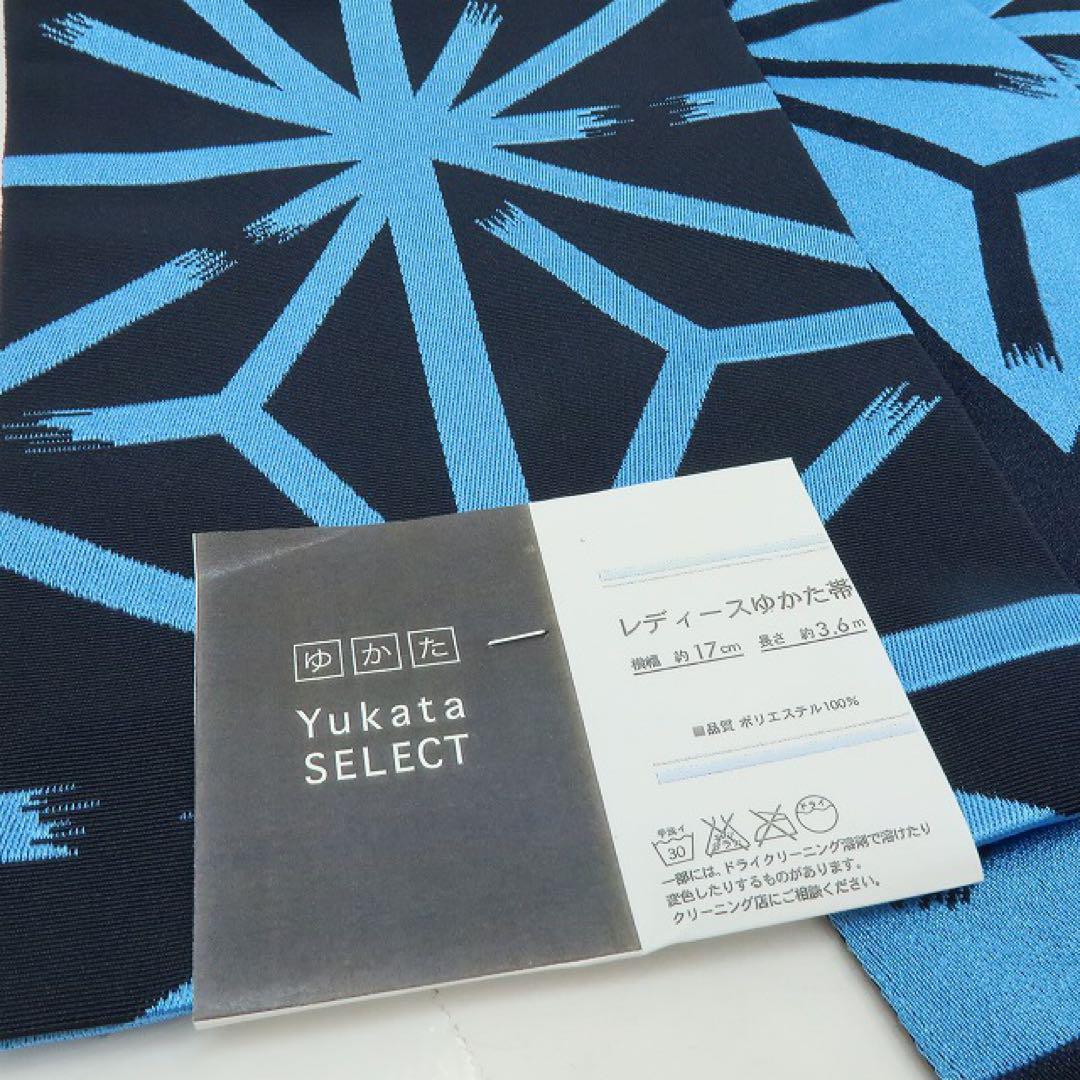 ゆかた
Yukata
SELECT
レディースゆかた帯
横幅 約17cm 長さ 約3.6m
■品質 ポリエステル100%
手洗イ
30
ドライ
一部には、ドライクリーニング溶剤で溶けたり
変色したりするものがあります。
クリーニング店にご相談ください。